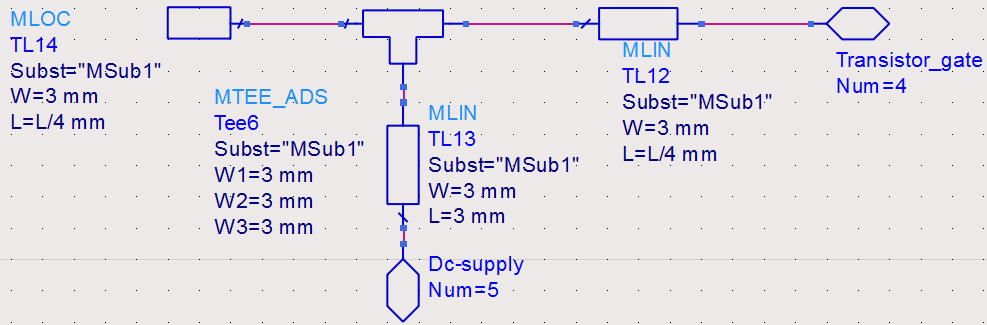 MLOC
TL14
Subst="MSub1"
W=3 mm
L=L/4 mm
MTEE_ADS
Tee6
Subst="MSub1"
W1=3 mm
W2=3 mm
W3=3 mm
MLIN
TL13
Subst="MSub1"
W=3 mm
L=3 mm
Dc-supply
Num=5
MLIN
TL12
Subst="MSub1"
W=3 mm
L=L/4 mm
Transistor_gate
Num=4